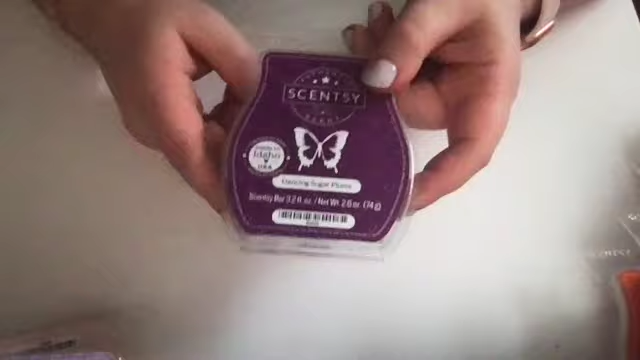 SCENTSY
Idaho
USA
Dancing Sugar Plums
Scentsy Bar 3.2 fl. oz. / Net Wt. 2.6 oz. (74 g)